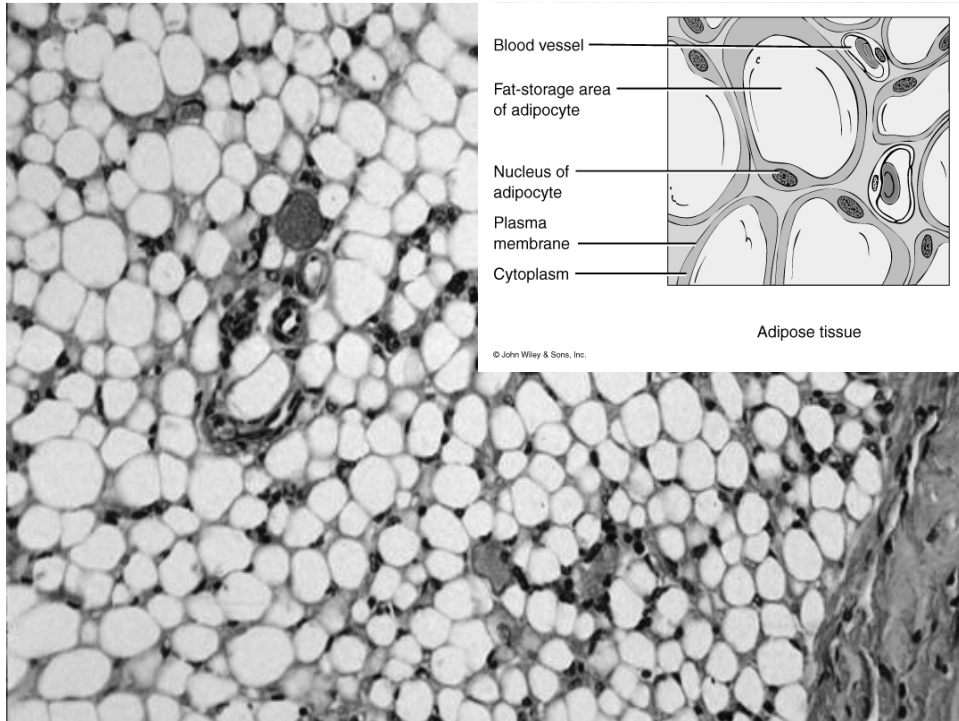 Blood vessel
Fat-storage area
of adipocyte
Nucleus of
adipocyte
Plasma
membrane
Cytoplasm
Adipose tissue
© John Wiley & Sons, Inc.